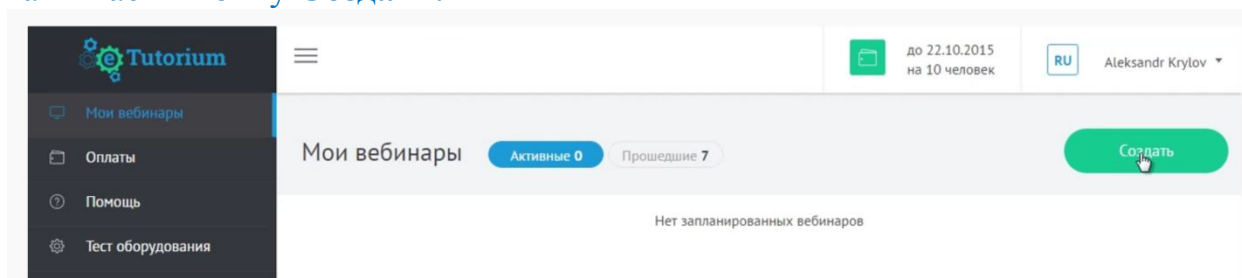 eTutorium
до 22.10.2015
на 10 человек
RU
Aleksandr Krylov
Мои вебинары
Оплаты
Помощь
Тест оборудования
Мои вебинары
Активные 0
Прошедшие 7
Создать
Нет запланированных вебинаров